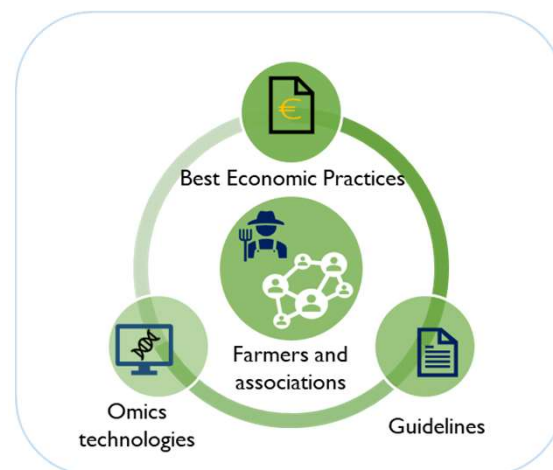 €
Best Economic Practices
Farmers and
associations
Omics
technologies
Guidelines